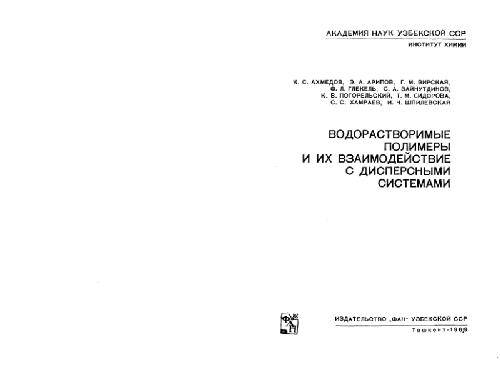 АКАДЕМИЯ НАУК УЗБЕКСКОЙ ССР
ИНСТИТУТ ХИМИИ
К. С. АХМЕДОВ, Э. А. АРИПОВ, Г. М. ВИРСКАЯ,
Ф. Л. ГЛЕКЕЛЬ, С. А. ЗАЙНУТДИНОВ,
К. В. ПОГОРЕЛЬСКИЙ, Т. М. СИДОРОВА,
С. С. ХАМРАЕВ, И. Ч. ШПИЛЕВСКАЯ
ВОДОРАСТВОРИМЫЕ
ПОЛИМЕРЫ
И ИХ ВЗАИМОДЕЙСТВИЕ
С ДИСПЕРСНЫМИ
СИСТЕМАМИ
ИЗДАТЕЛЬСТВО „ФАН" УЗБЕКСКОЙ ССР
Ташкент—1969